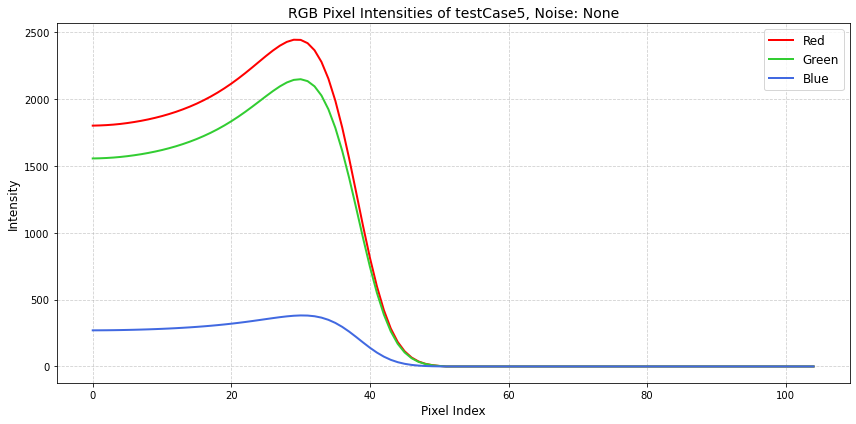 RGB Pixel Intensities of testCase5, Noise: None
Red
Green
Blue
2500
2000
1500
1000
500
0
Intensity
0 20 40 60 80 100
Pixel Index